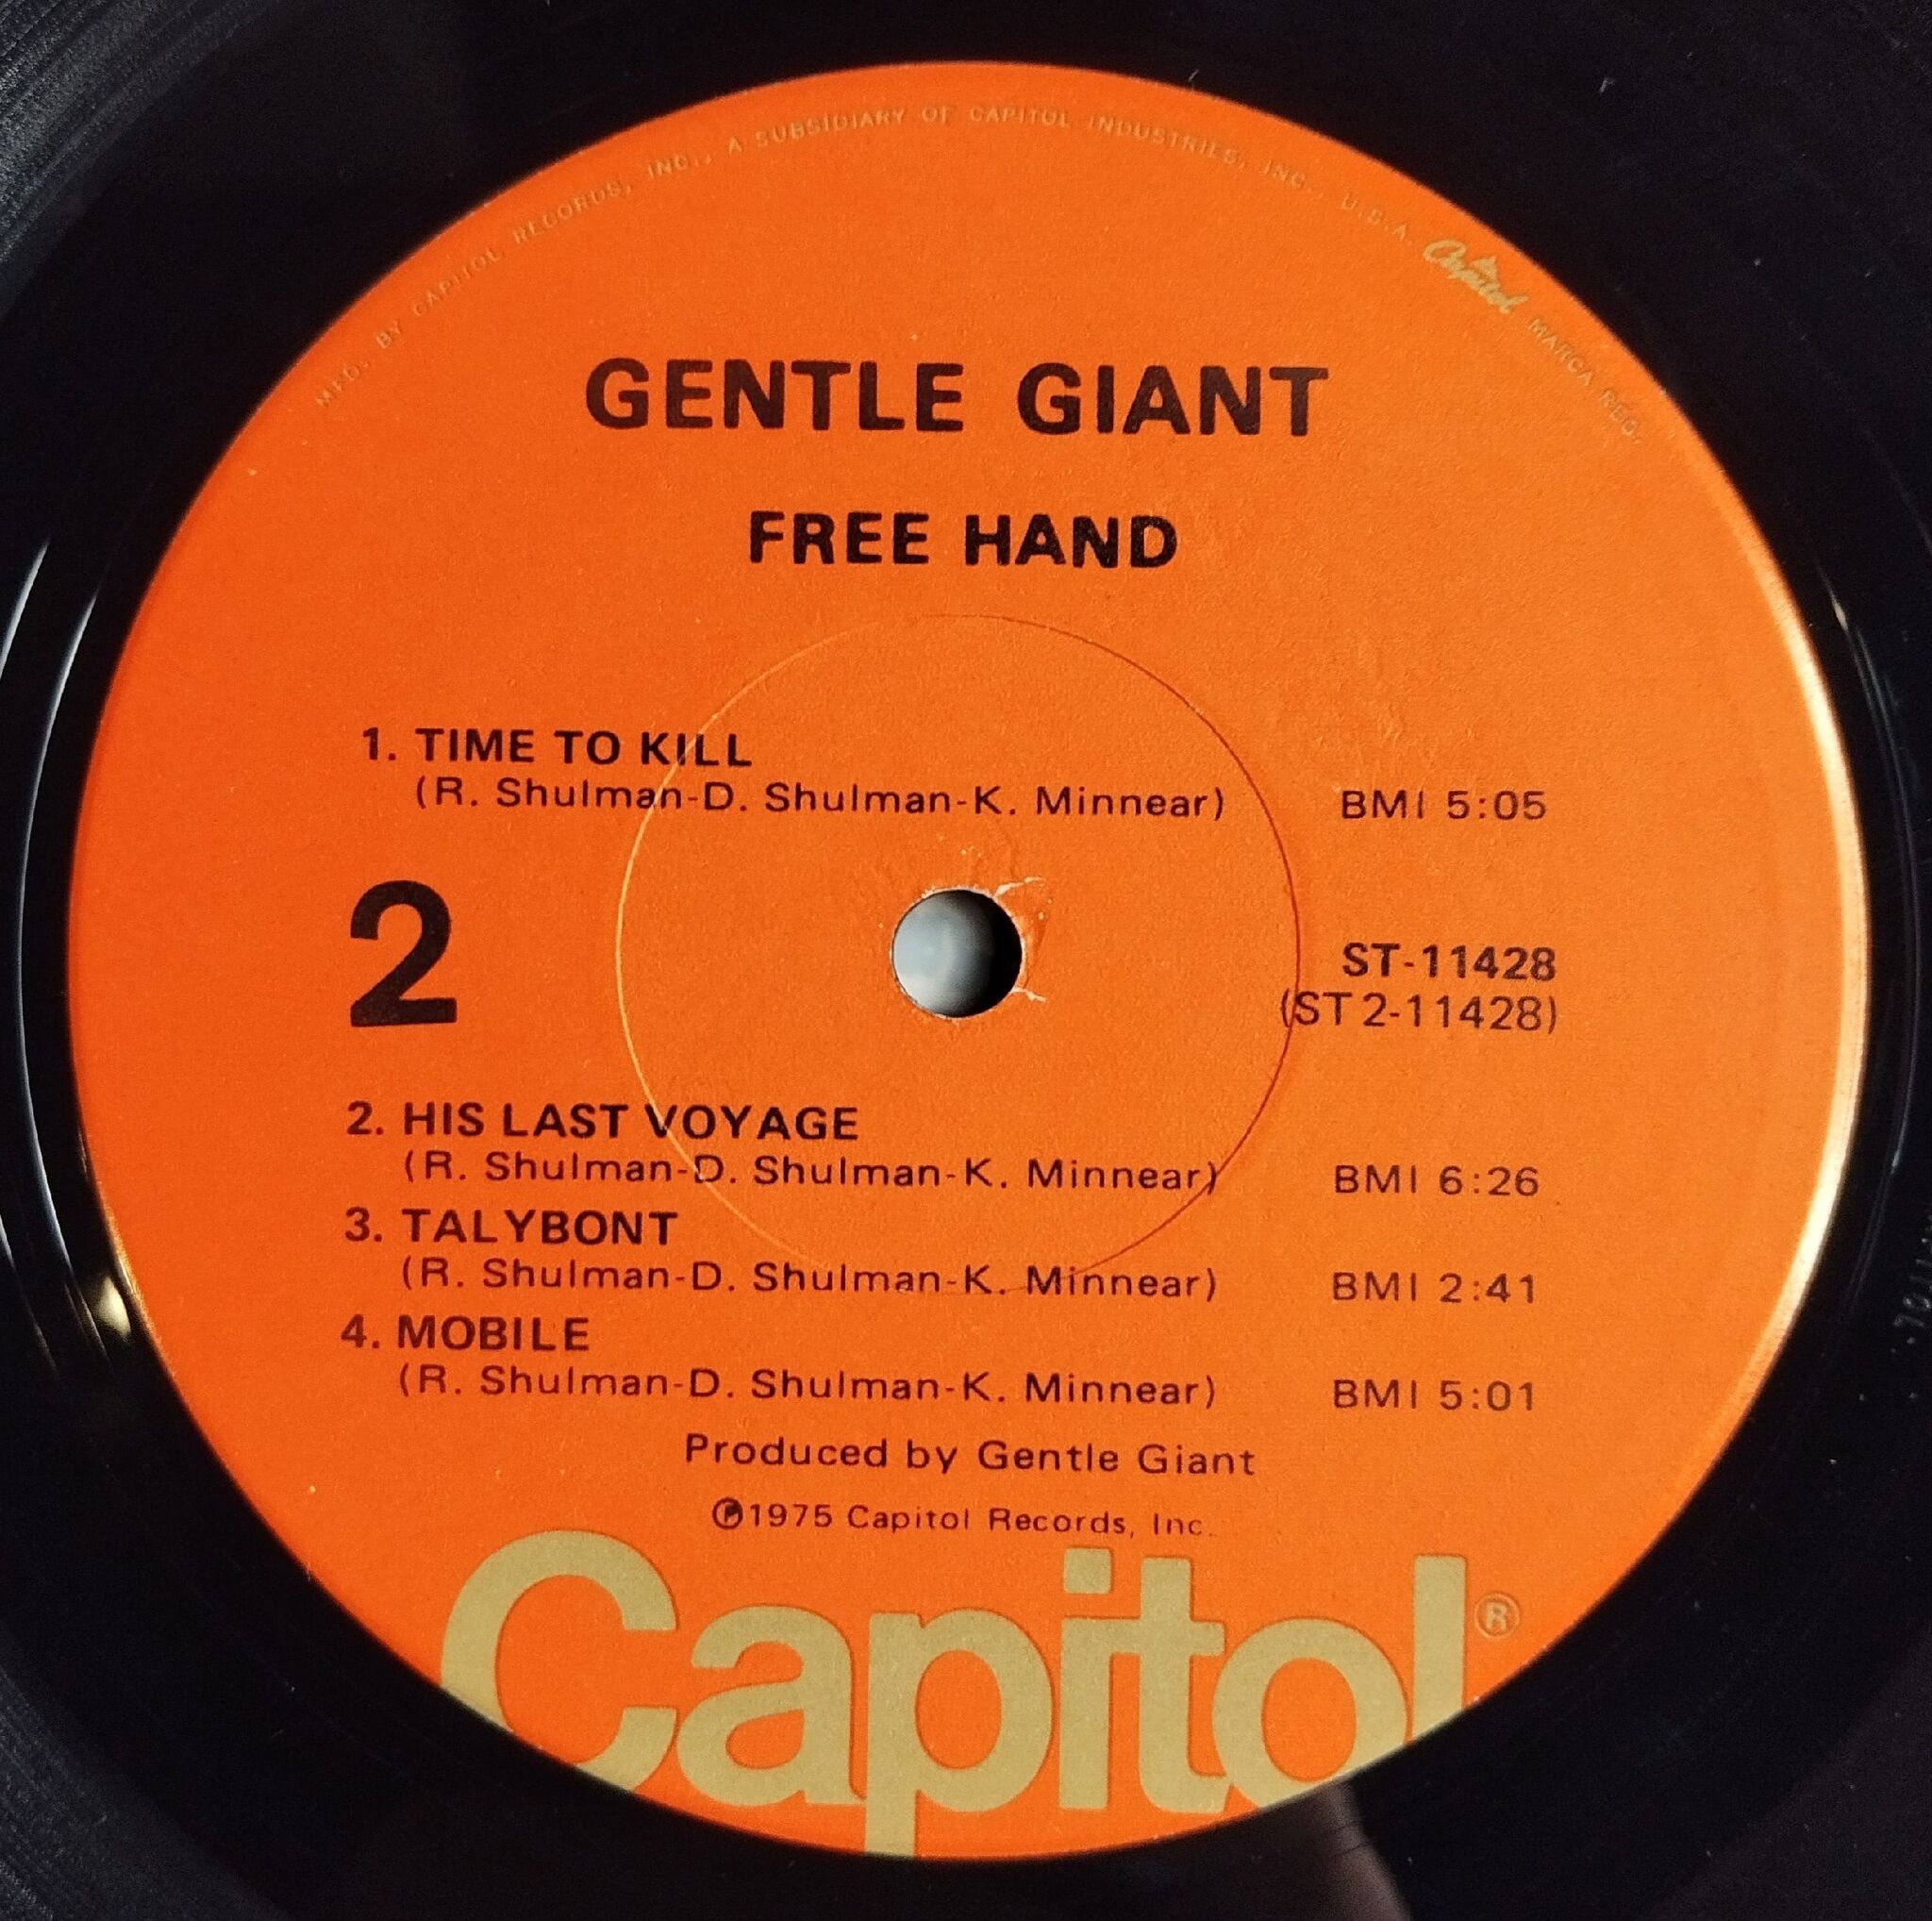 MFD. BY CAPITOL RECORDS, INC., A SUBSIDIARY OF CAPITOL INDUSTRIES, INC., U.S.A. Capitol MARCA REG.
GENTLE GIANT
FREE HAND
1. TIME TO KILL
(R. Shulman-D. Shulman-K. Minnear) BMI 5:05
2
ST-11428
(ST2-11428)
2. HIS LAST VOYAGE
(R. Shulman-D. Shulman-K. Minnear) BMI 6:26
3. TALYBONT
(R. Shulman-D. Shulman-K. Minnear) BMI 2:41
4. MOBILE
(R. Shulman-D. Shulman-K. Minnear) BMI 5:01
Produced by Gentle Giant
℗1975 Capitol Records, Inc.
Capitol®